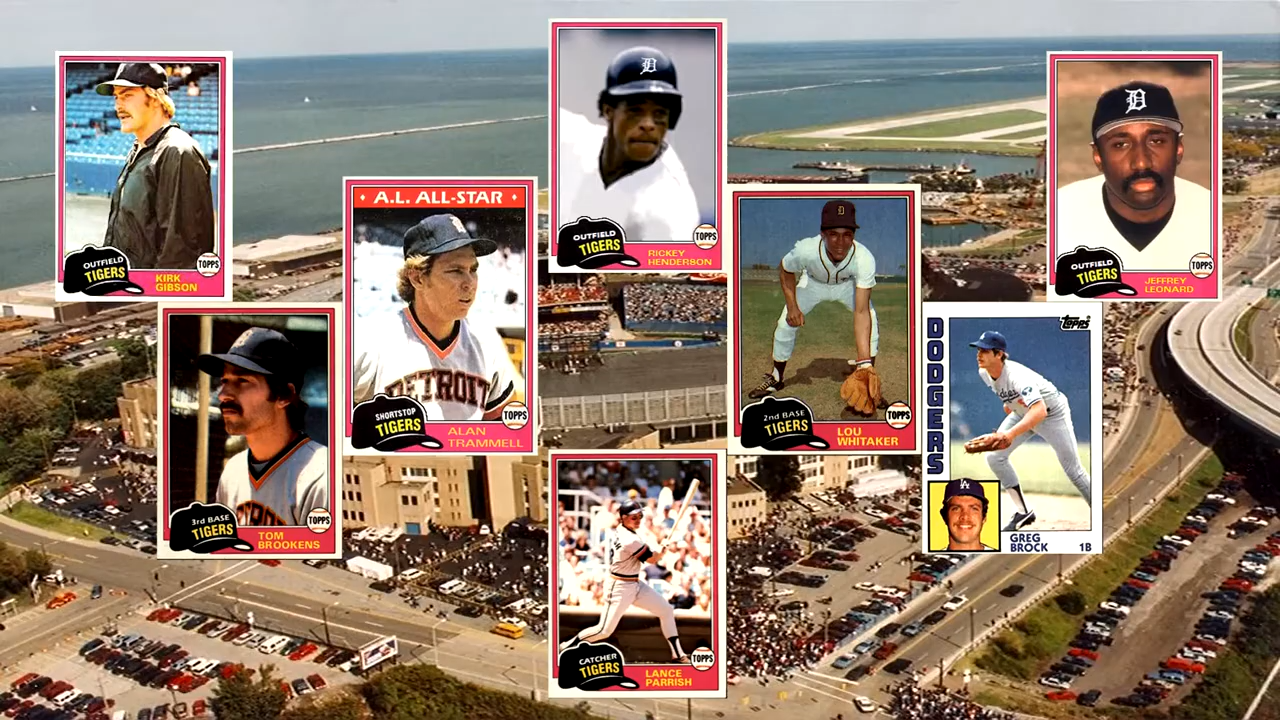 OUTFIELD
TIGERS
KIRK
GIBSON
TOPPS
A.L. ALL-STAR
DETROIT
SHORTSTOP
TIGERS
ALAN
TRAMMELL
TOPPS
D
OUTFIELD
TIGERS
RICKEY
HENDERSON
TOPPS
D
2nd BASE
TIGERS
LOU
WHITAKER
TOPPS
D
OUTFIELD
TIGERS
JEFFREY
LEONARD
TOPPS
3rd BASE
TIGERS
TOM
BROOKENS
TOPPS
CATCHER
TIGERS
LANCE
PARRISH
TOPPS
DODGERS
Topps
LA
GREG
BROCK
1B